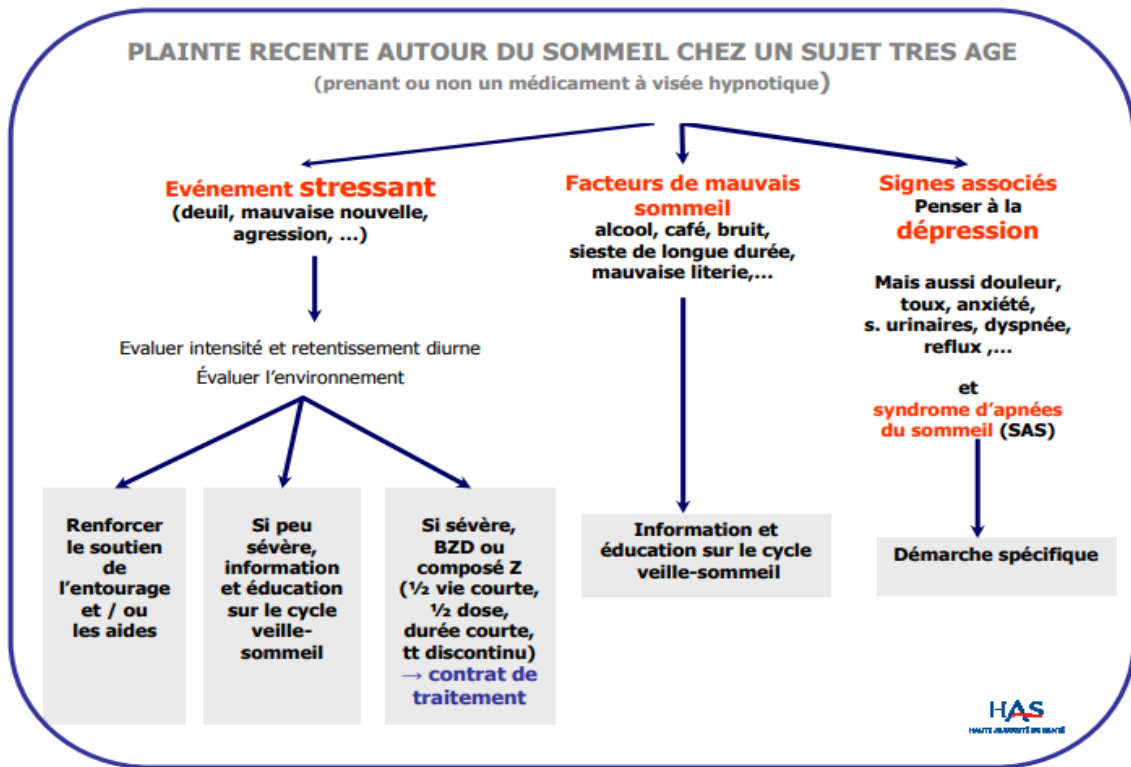 PLAINTE RECENTE AUTOUR DU SOMMEIL CHEZ UN SUJET TRES AGE
(prenant ou non un médicament à visée hypnotique)
Evénement stressant
(deuil, mauvaise nouvelle,
agression, ...)
Evaluer intensité et retentissement diurne
Évaluer l'environnement
Renforcer
le soutien
de
l'entourage
et / ou
les aides
Si peu
sévère,
information
et éducation
sur le cycle
veille-
sommeil
Si sévère,
BZD ou
composé Z
(½ vie courte,
½ dose,
durée courte,
tt discontinu)
→ contrat de
traitement
Facteurs de mauvais
sommeil
alcool, café, bruit,
sieste de longue durée,
mauvaise literie,...
Information et
éducation sur le cycle
veille-sommeil
Signes associés
Penser à la
dépression
Mais aussi douleur,
toux, anxiété,
s. urinaires, dyspnée,
reflux ,...
et
syndrome d'apnées
du sommeil (SAS)
Démarche spécifique
HAS
HAUTE AUTORITÉ DE SANTÉ